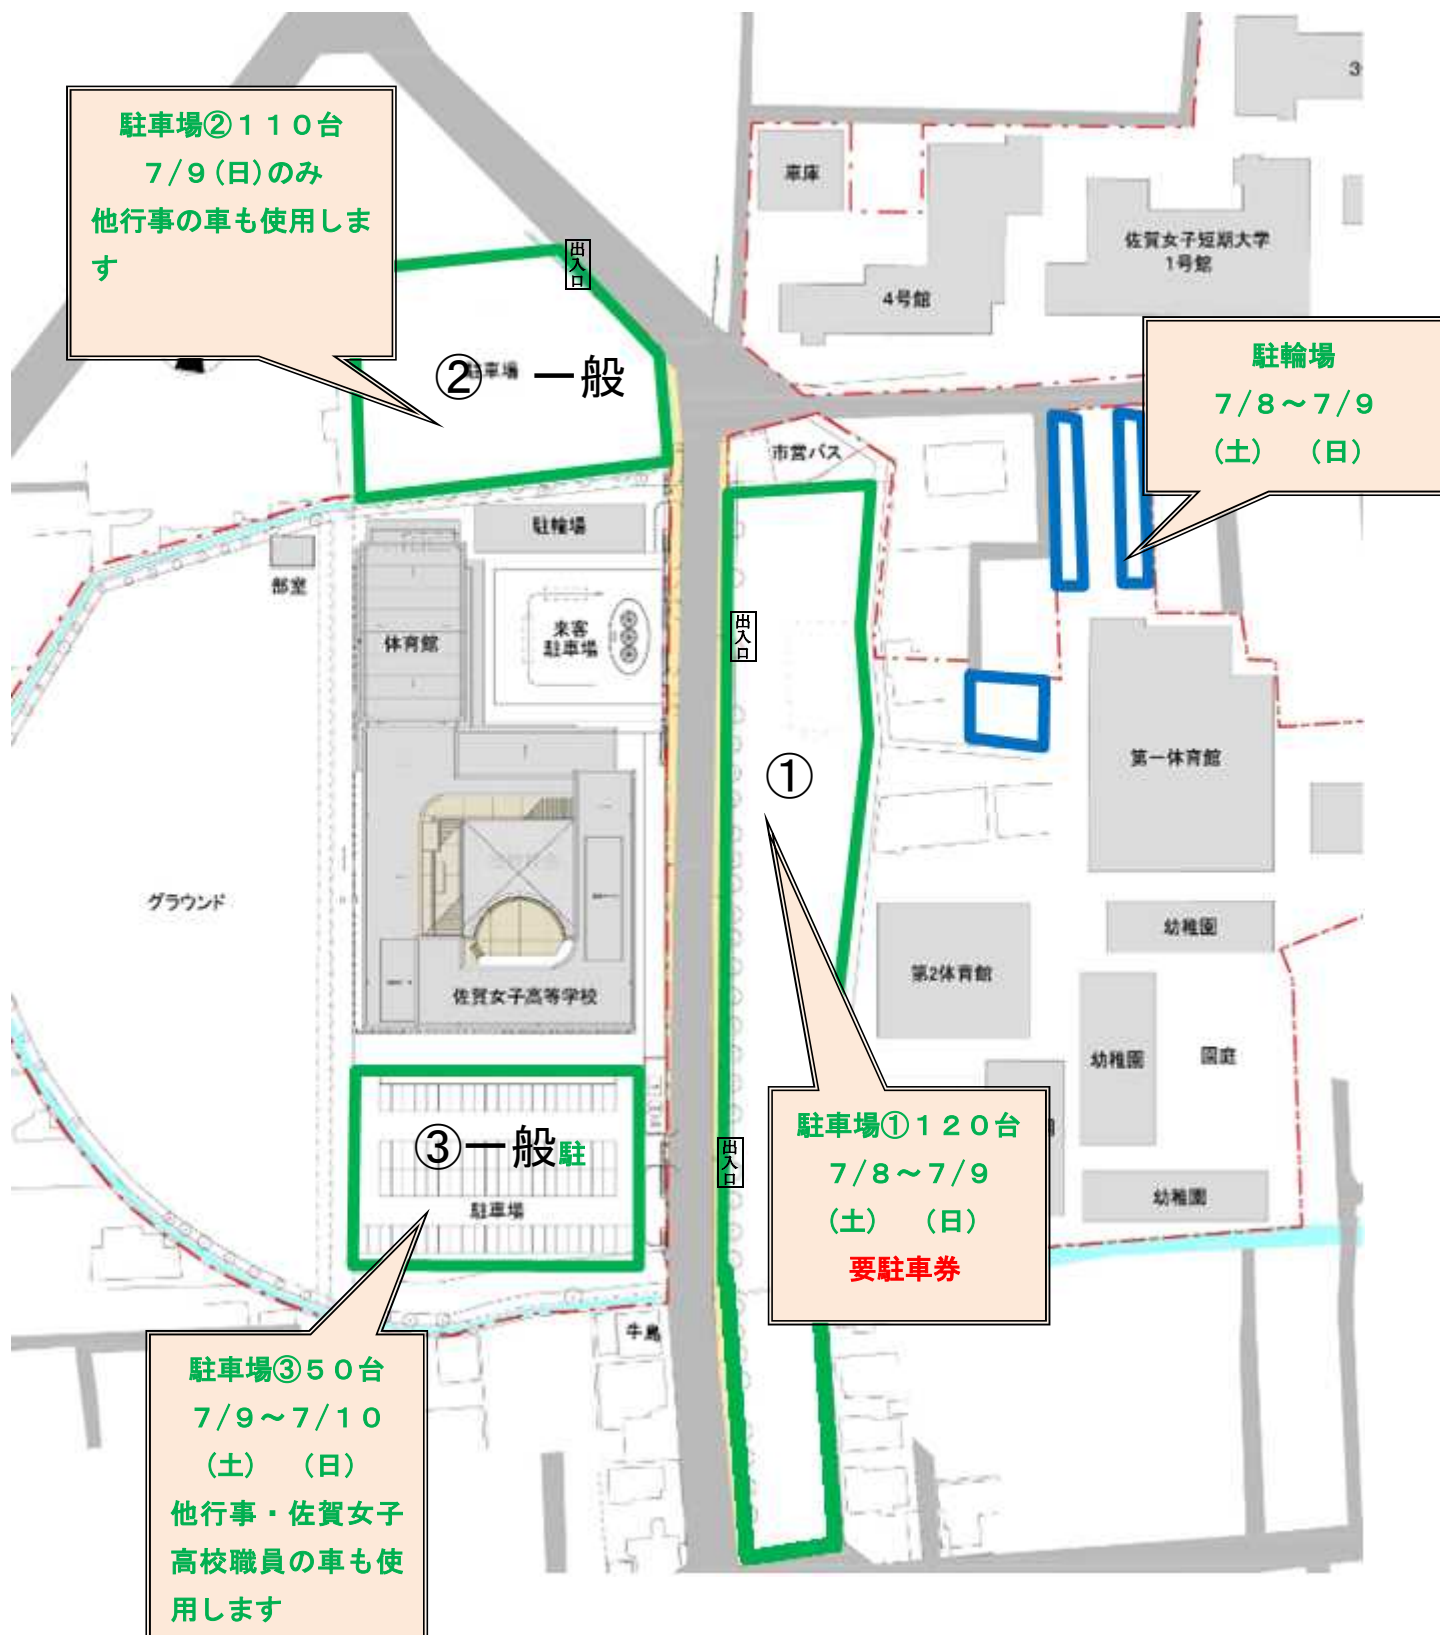 駐車場②１１０台
７/９(日)のみ
他行事の車も使用しま
す
出入口
②
駐車場
一般
車庫
4号館
佐賀女子短期大学
1号館
3
駐輪場
７/８～７/９
（土）　（日）
市営バス
部室
駐輪場
体育館
来客
駐車場
出入口
①
第一体育館
グラウンド
佐賀女子高等学校
第2体育館
幼稚園
幼稚園
園庭
幼稚園
③一般駐
駐車場
出入口
駐車場①１２０台
７/８～７/９
（土）　（日）
要駐車券
牛島
駐車場③５０台
７/９～７/１０
（土）　（日）
他行事・佐賀女子
高校職員の車も使
用します